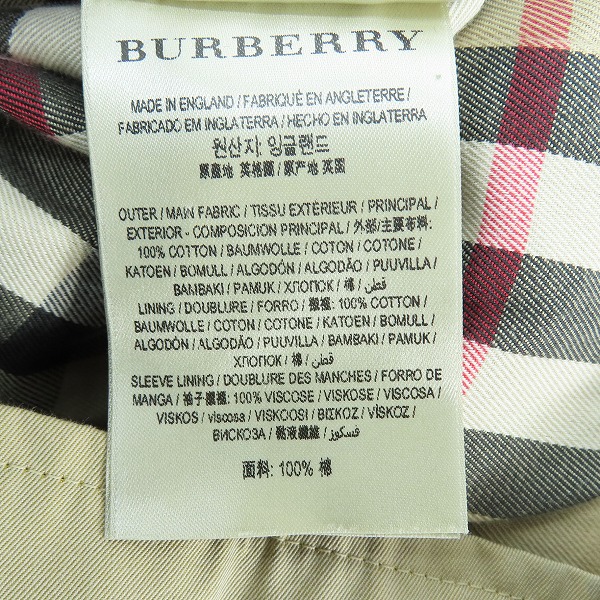 BURBERRY
MADE IN ENGLAND / FABRIQUÉ EN ANGLETERRE /
FABRICADO EM INGLATERRA / HECHO EN INGLATERRA
원산지: 잉글랜드
原產地 英格蘭 / 原产地 英国
OUTER / MAIN FABRIC / TISSU EXTÉRIEUR / PRINCIPAL /
EXTERIOR - COMPOSICION PRINCIPAL / 外部/主要布料:
100% COTTON / BAUMWOLLE / COTON / COTONE /
KATOEN / BOMULL / ALGODÓN / ALGODÃO / PUUVILLA /
ΒΑΜΒΑΚΙ / PAMUK / ХЛОПОК / 棉 / قطن /
LINING / DOUBLURE / FORRO / 襯裡: 100% COTTON /
BAUMWOLLE / COTON / COTONE / KATOEN / BOMULL /
ALGODÓN / ALGODÃO / PUUVILLA / ΒΑΜΒΑΚΙ / PAMUK /
ХЛОПОК / 棉 / قطن /
SLEEVE LINING / DOUBLURE DES MANCHES / FORRO DE
MANGA / 袖子襯裡: 100% VISCOSE / VISKOSE / VISCOSA /
VISKOS / viscosa / VISKOOSI / ΒΙΣΚΟΖ / VİSKOZ /
ВИСКОЗА / 黏液纖維 / فسكوز /
面料: 100% 棉